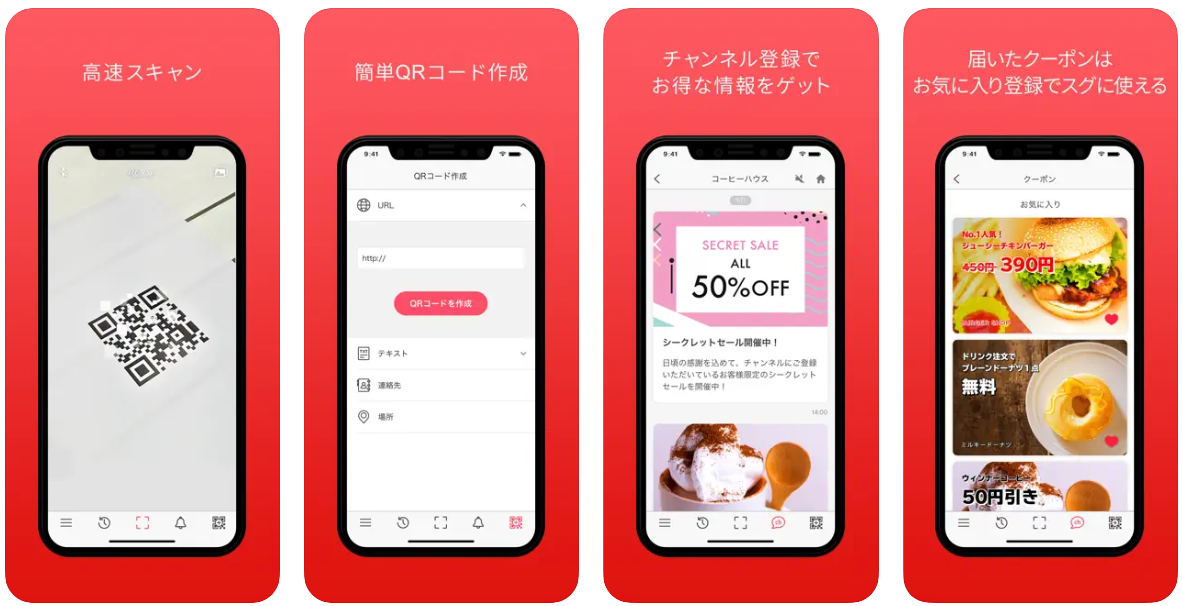 高速スキャン
簡単QRコード作成
9:41
QRコード作成
URL
http://
QRコードを作成
テキスト
連絡先
場所
チャンネル登録で
お得な情報をゲット
9:41
コーヒーハウス
SECRET SALE
ALL
50%OFF
シークレットセール開催中！
日頃の感謝を込めて、チャンネルにご登録
いただいているお客様限定のシークレット
セールを開催中！
14:00
届いたクーポンは
お気に入り登録でスグに使える
9:41
クーポン
お気に入り
No.1人気！
ジューシーチキンバーガー
450円 390円
BURGER SHOP
ドリンク注文で
プレーンドーナツ1点
無料
ミルキードーナツ
ウィンナーコーヒー
50円引き